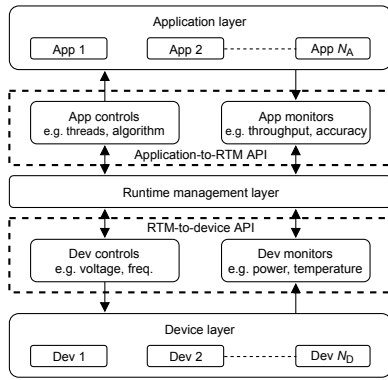 Application layer
App 1 App 2 App N_A
App controls App monitors
e.g. threads, algorithm e.g. throughput, accuracy
Application-to-RTM API
Runtime management layer
RTM-to-device API
Dev controls Dev monitors
e.g. voltage, freq. e.g. power, temperature
Device layer
Dev 1 Dev 2 Dev N_D